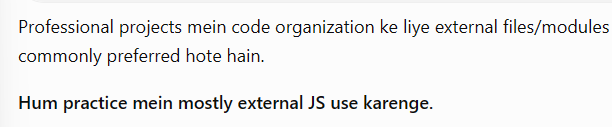 Professional projects mein code organization ke liye external files/modules
commonly preferred hote hain.
Hum practice mein mostly external JS use karenge.